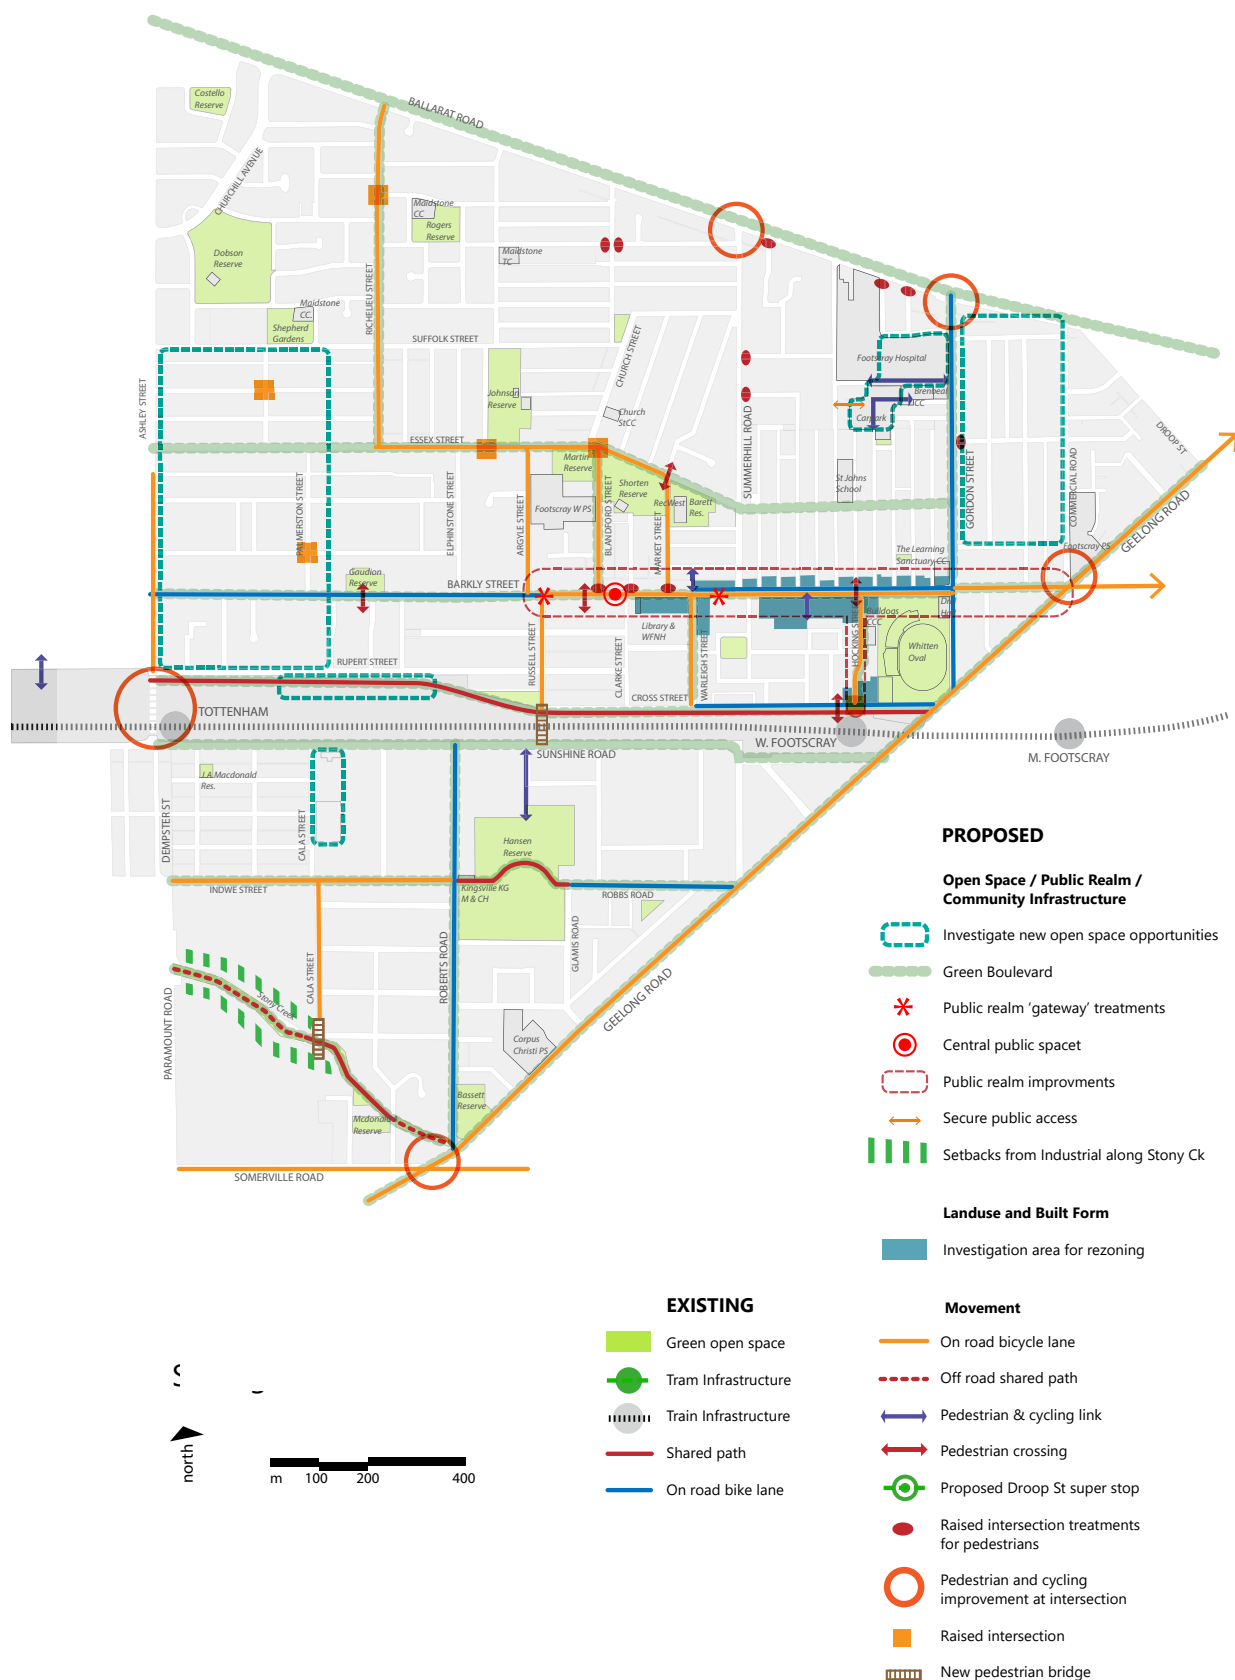 Costello
Reserve
BALLARAT ROAD
CHURCHILL AVENUE
Maidstone
CC
Rogers
Reserve
Maidstone
TC
Dobson
Reserve
RICHELIEU STREET
Maidstone
CC.
Shepherd
Gardens
SUFFOLK STREET
CHURCH STREET
Footsray Hospital
ASHLEY STREET
Johnson
Reserve
Church
StCC
SUMMERHILL ROAD
Brenbeal
CC
Carpark
ESSEX STREET
DROOP ST
Martin
Reserve
Shorten
Reserve
RecWest
Barett
Res.
St Johns
School
GORDON STREET
COMMERCIAL ROAD
GEELONG ROAD
PALMERSTON STREET
ELPHINSTONE STREET
ARGYLE STREET
Footscray W PS
BLANDFORD STREET
MARKET STREET
The Learning
Sanctuary CC
Footscray PS
Gaudion
Reserve
BARKLY STREET
Library &
WFNH
Bulldogs
CCC
Whitten
Oval
RUPERT STREET
RUSSELL STREET
CLARKE STREET
WARLEIGH STREET
CROSS STREET
TOTTENHAM
SUNSHINE ROAD
W. FOOTSCRAY
M. FOOTSCRAY
J.A.Macdonald
Res.
DEMPSTER ST
CALA STREET
Hansen
Reserve
INDWE STREET
Kingsville KG
M & CH
ROBBS ROAD
GLAMIS ROAD
ROBERTS ROAD
CALA STREET
Stony Creek
PARAMOUNT ROAD
GEELONG ROAD
Corpus
Christi PS
Bassett
Reserve
Mcdonald
Reserve
SOMERVILLE ROAD
PROPOSED
Open Space / Public Realm /
Community Infrastructure
Investigate new open space opportunities
Green Boulevard
Public realm ‘gateway’ treatments
Central public spacet
Public realm improvments
Secure public access
Setbacks from Industrial along Stony Ck
Landuse and Built Form
Investigation area for rezoning
Movement
On road bicycle lane
Off road shared path
Pedestrian & cycling link
Pedestrian crossing
Proposed Droop St super stop
Raised intersection treatments
for pedestrians
Pedestrian and cycling
improvement at intersection
Raised intersection
New pedestrian bridge
EXISTING
Green open space
Tram Infrastructure
Train Infrastructure
Shared path
On road bike lane
north
m 100 200 400